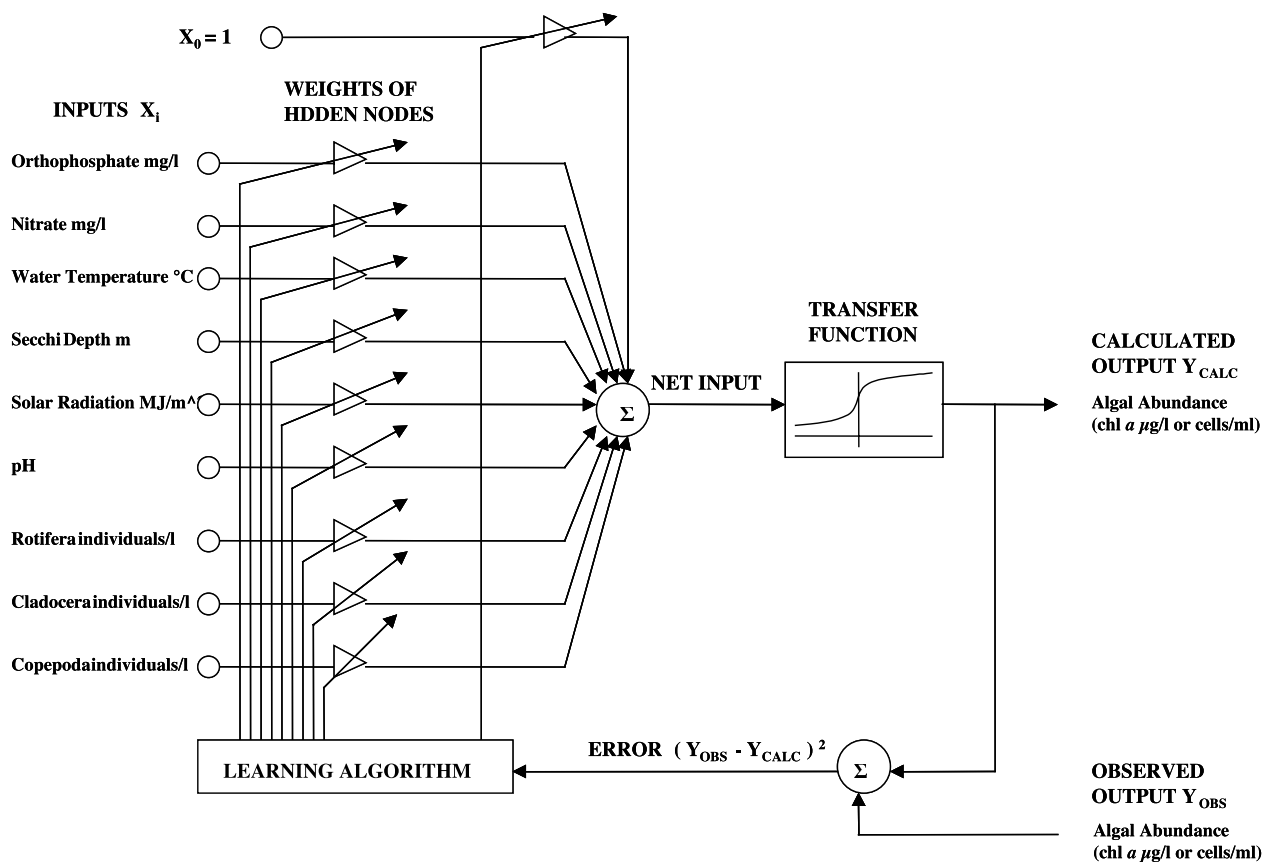 X0 = 1
WEIGHTS OF
HDDEN NODES
INPUTS Xi
Orthophosphate mg/l
Nitrate mg/l
Water Temperature °C
Secchi Depth m
Solar Radiation MJ/m^
pH
Rotifera individuals/l
Cladocera individuals/l
Copepoda individuals/l
Σ
NET INPUT
TRANSFER
FUNCTION
CALCULATED
OUTPUT YCALC
Algal Abundance
(chl a µg/l or cells/ml)
LEARNING ALGORITHM
ERROR ( YOBS - YCALC ) 2
Σ
OBSERVED
OUTPUT YOBS
Algal Abundance
(chl a µg/l or cells/ml)